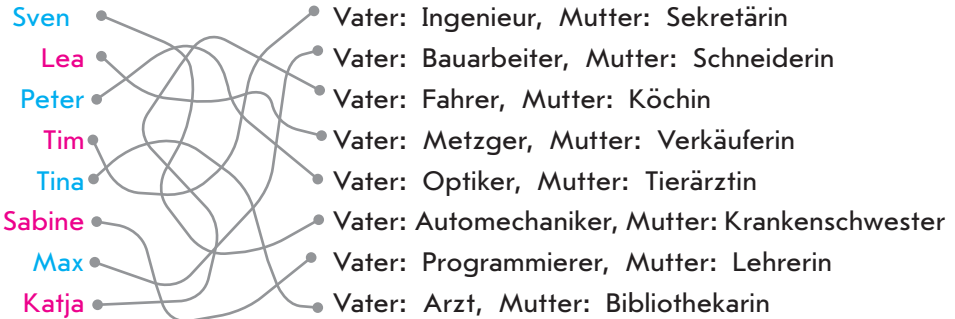 Sven Vater: Ingenieur, Mutter: Sekretärin
Lea Vater: Bauarbeiter, Mutter: Schneiderin
Peter Vater: Fahrer, Mutter: Köchin
Tim Vater: Metzger, Mutter: Verkäuferin
Tina Vater: Optiker, Mutter: Tierärztin
Sabine Vater: Automechaniker, Mutter: Krankenschwester
Max Vater: Programmierer, Mutter: Lehrerin
Katja Vater: Arzt, Mutter: Bibliothekarin